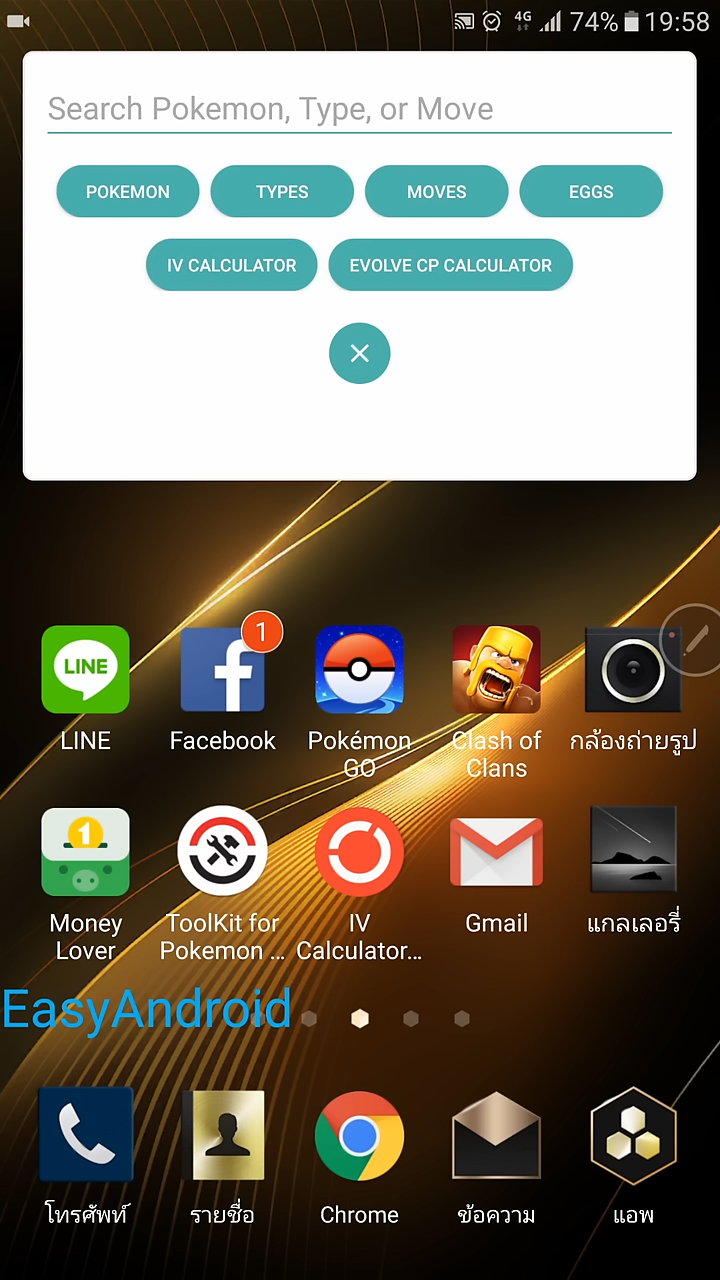 4G 74% 19:58
Search Pokemon, Type, or Move
POKEMON TYPES MOVES EGGS
IV CALCULATOR EVOLVE CP CALCULATOR
LINE 1 1
LINE Facebook Pokémon GO Clash of Clans กล้องถ่ายรูป
Money Lover ToolKit for Pokemon ... IV Calculator... Gmail แกลเลอรี่
EasyAndroid
โทรศัพท์ รายชื่อ Chrome ข้อความ แอพ